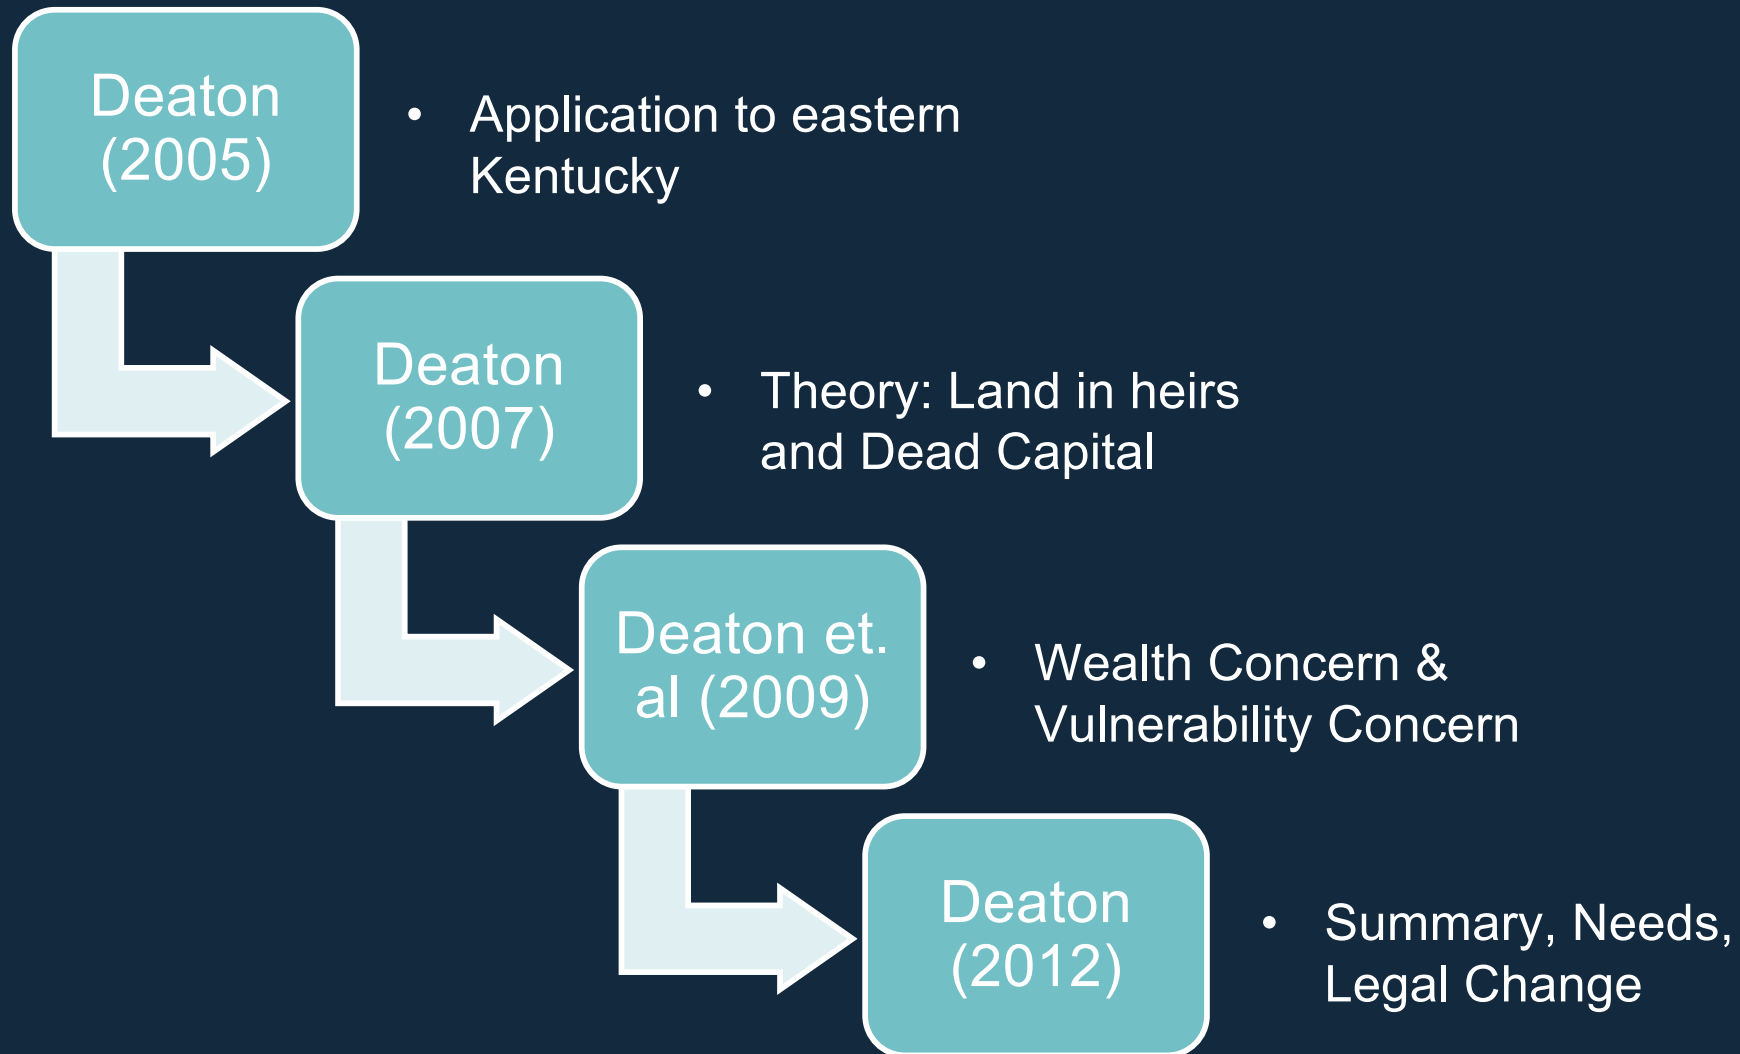 Deaton
(2005)
• Application to eastern
Kentucky
Deaton
(2007)
• Theory: Land in heirs
and Dead Capital
Deaton et.
al (2009)
• Wealth Concern &
Vulnerability Concern
Deaton
(2012)
• Summary, Needs,
Legal Change